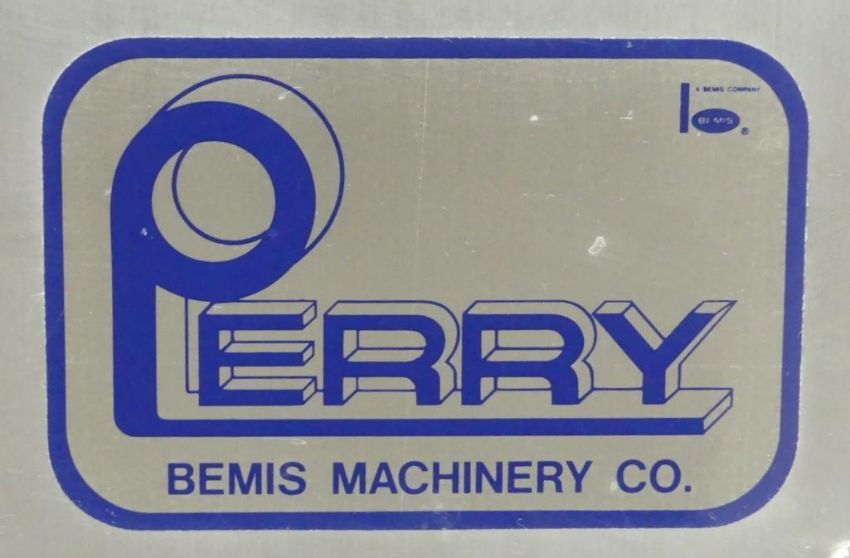 A BEMIS COMPANY
BEMIS
®
PERRY
BEMIS MACHINERY CO.